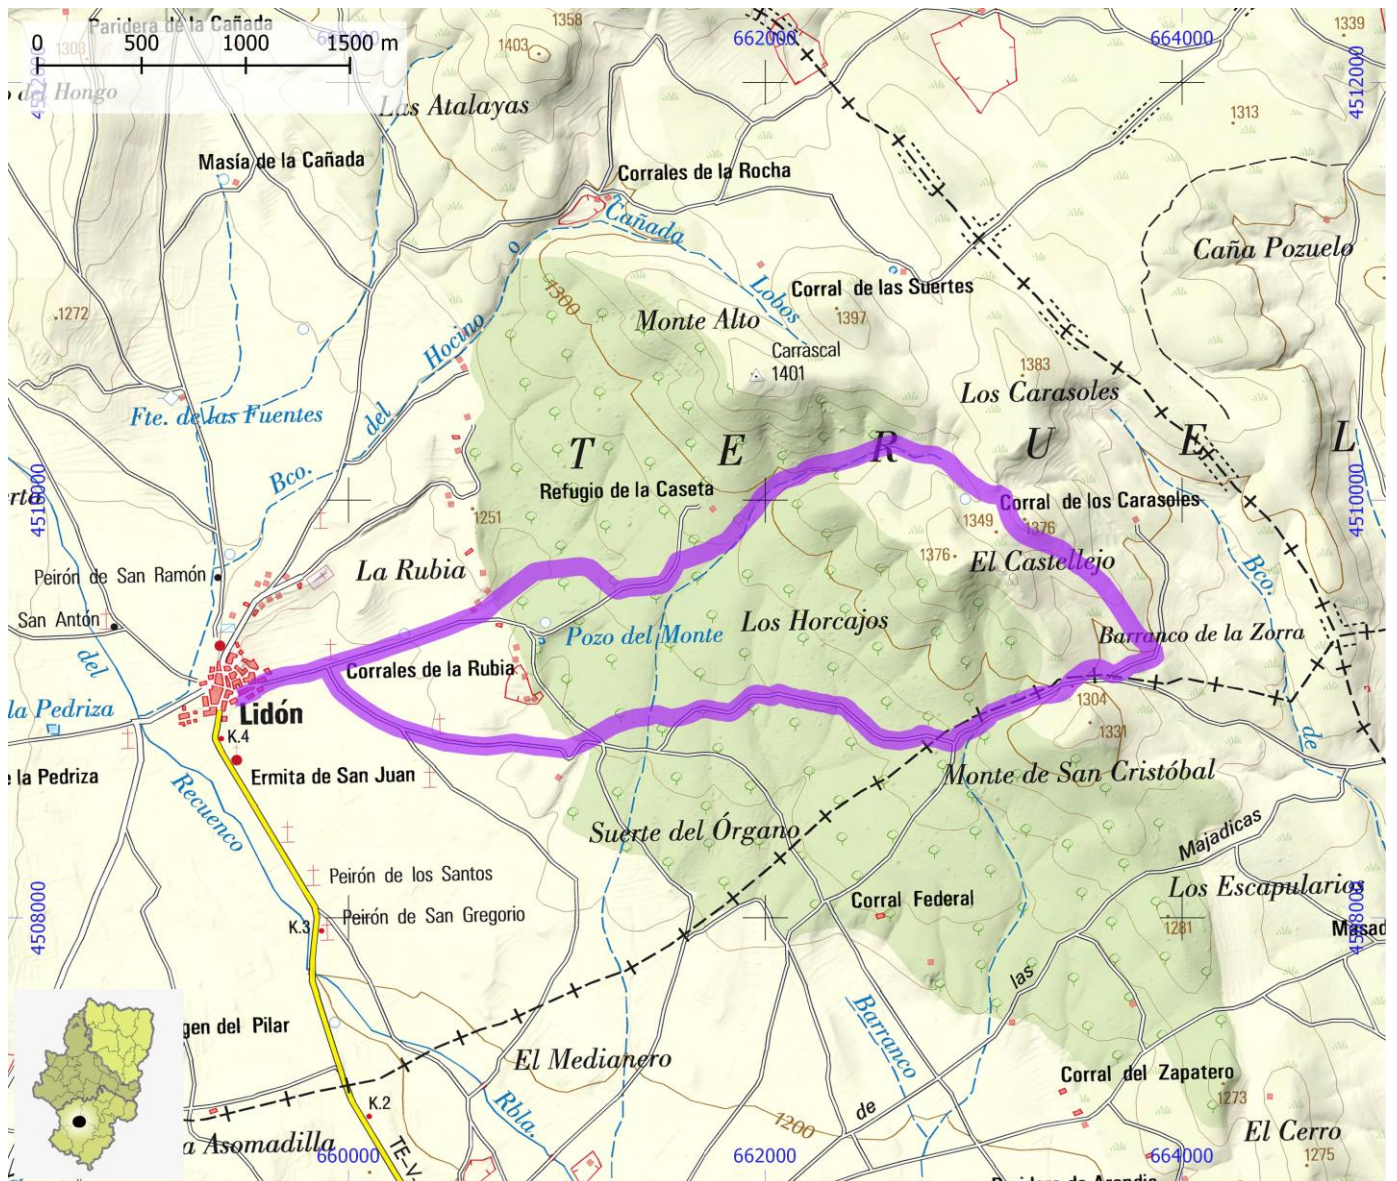 Paridera de la Cañada
0 500 1000 1500 m
1303
1358
1403
662000
664000
1339
4512000
4512000
del Hongo
Las Atalayas
1313
Masía de la Cañada
Corrales de la Rocha
Cañada
Lobos
Caña Pozuelo
1272
1300
Corral de las Suertes
Monte Alto
1397
Hocino
Carrascal
1401
1383
Los Carasoles
Fte. de las Fuentes
del
T E R U E L
Bco.
4510000
Refugio de la Caseta
Corral de los Carasoles
4510000
1251
1349
1376
1376
La Rubia
El Castellejo
Bco.
Peirón de San Ramón
San Antón
Los Horcajos
Pozo del Monte
Barranco de la Zorra
del
Corrales de la Rubia
la Pedriza
Lidón
1304
1331
de
K.4
e la Pedriza
Ermita de San Juan
Monte de San Cristóbal
Recuenco
Suerte del Órgano
Majadicas
Peirón de los Santos
Los Escapularios
Corral Federal
4508000
K.3
Peirón de San Gregorio
1281
4508000
Masad
las
gen del Pilar
Barranco
El Medianero
Corral del Zapatero
1273
Rbla.
K.2
de
1200
a Asomadilla
El Cerro
TE-V-
660000
662000
664000
1275